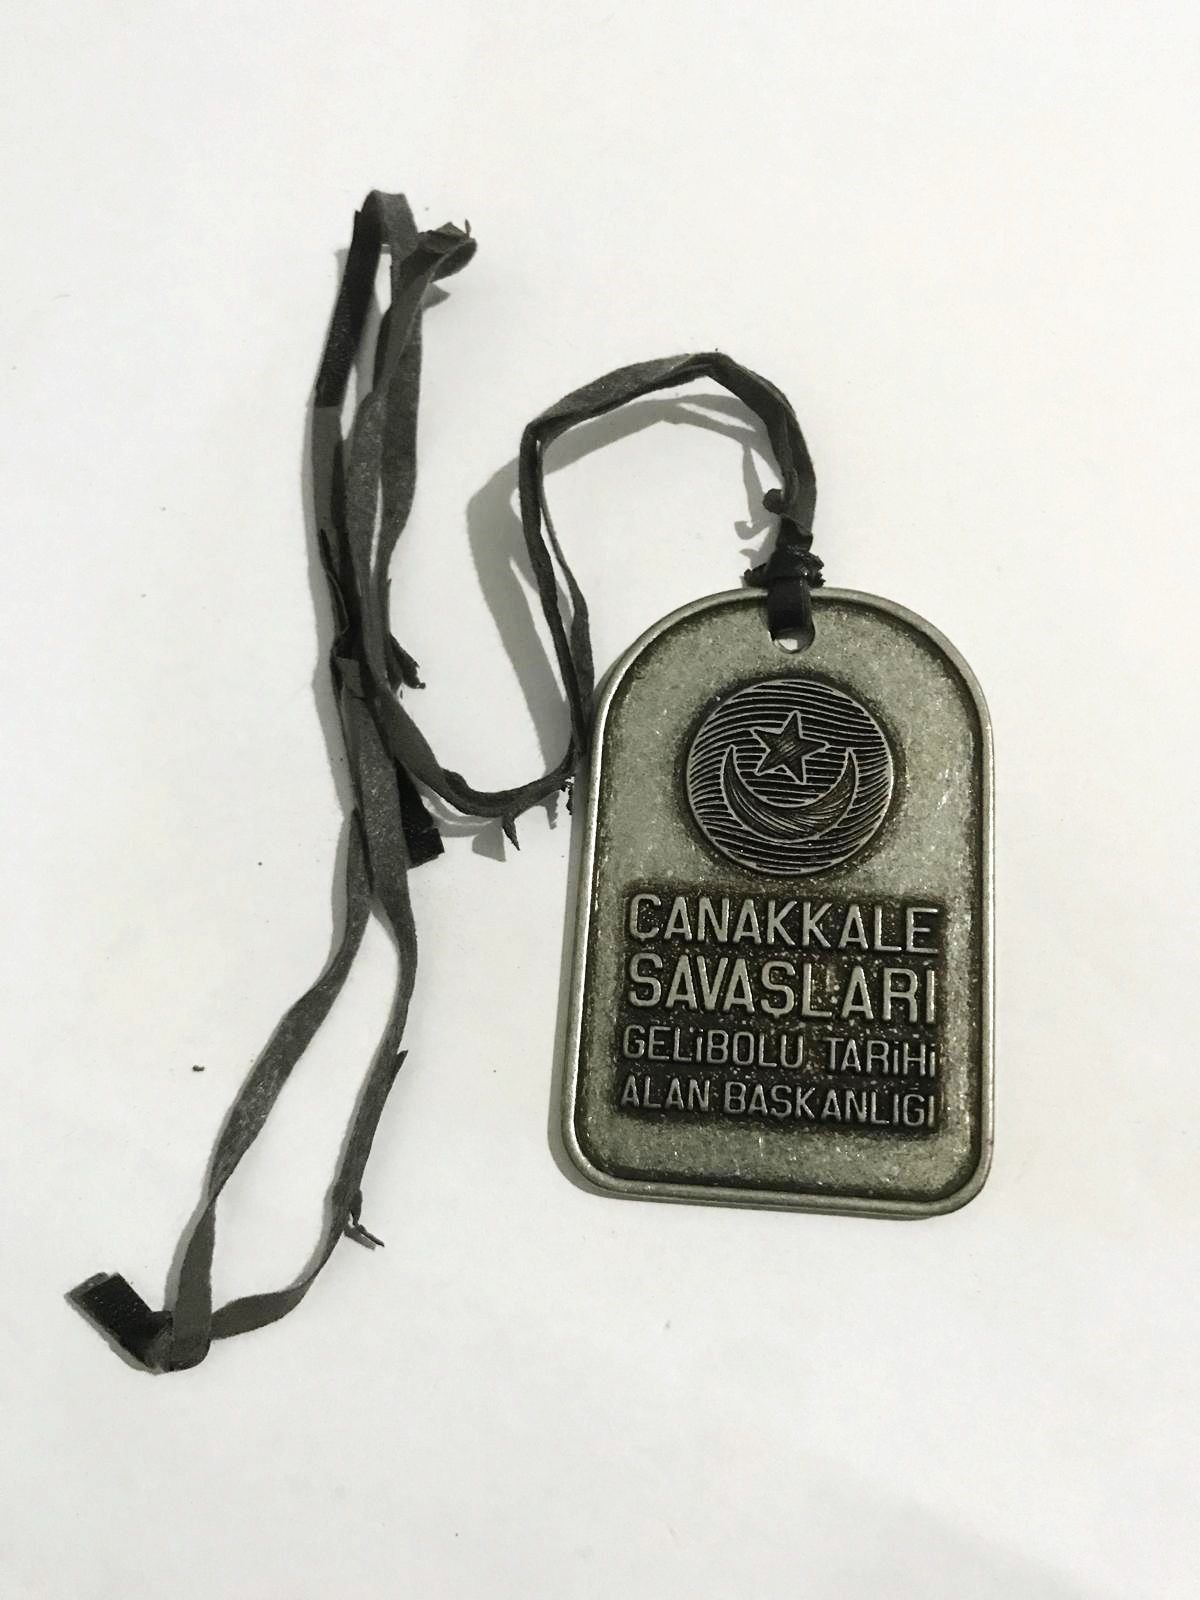 ÇANAKKALE
SAVAŞLARI
GELİBOLU TARİHİ
ALAN BAŞKANLIĞI